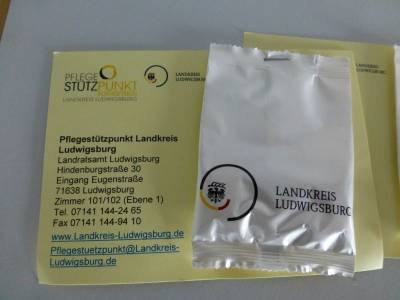 PFLEGE
STÜTZPUNKT
LANDKREIS LUDWIGSBURG
LANDKREIS
LUDWIGSBURG
Pflegestützpunkt Landkreis
Ludwigsburg
Landratsamt Ludwigsburg
Hindenburgstraße 30
Eingang Eugenstraße
71638 Ludwigsburg
Zimmer 101/102 (Ebene 1)
Tel. 07141 144-24 65
Fax 07141 144-94 10
www.Landkreis-Ludwigsburg.de
Pflegestuetzpunkt@Landkreis-
Ludwigsburg.de
LANDKREIS
LUDWIGSBURG